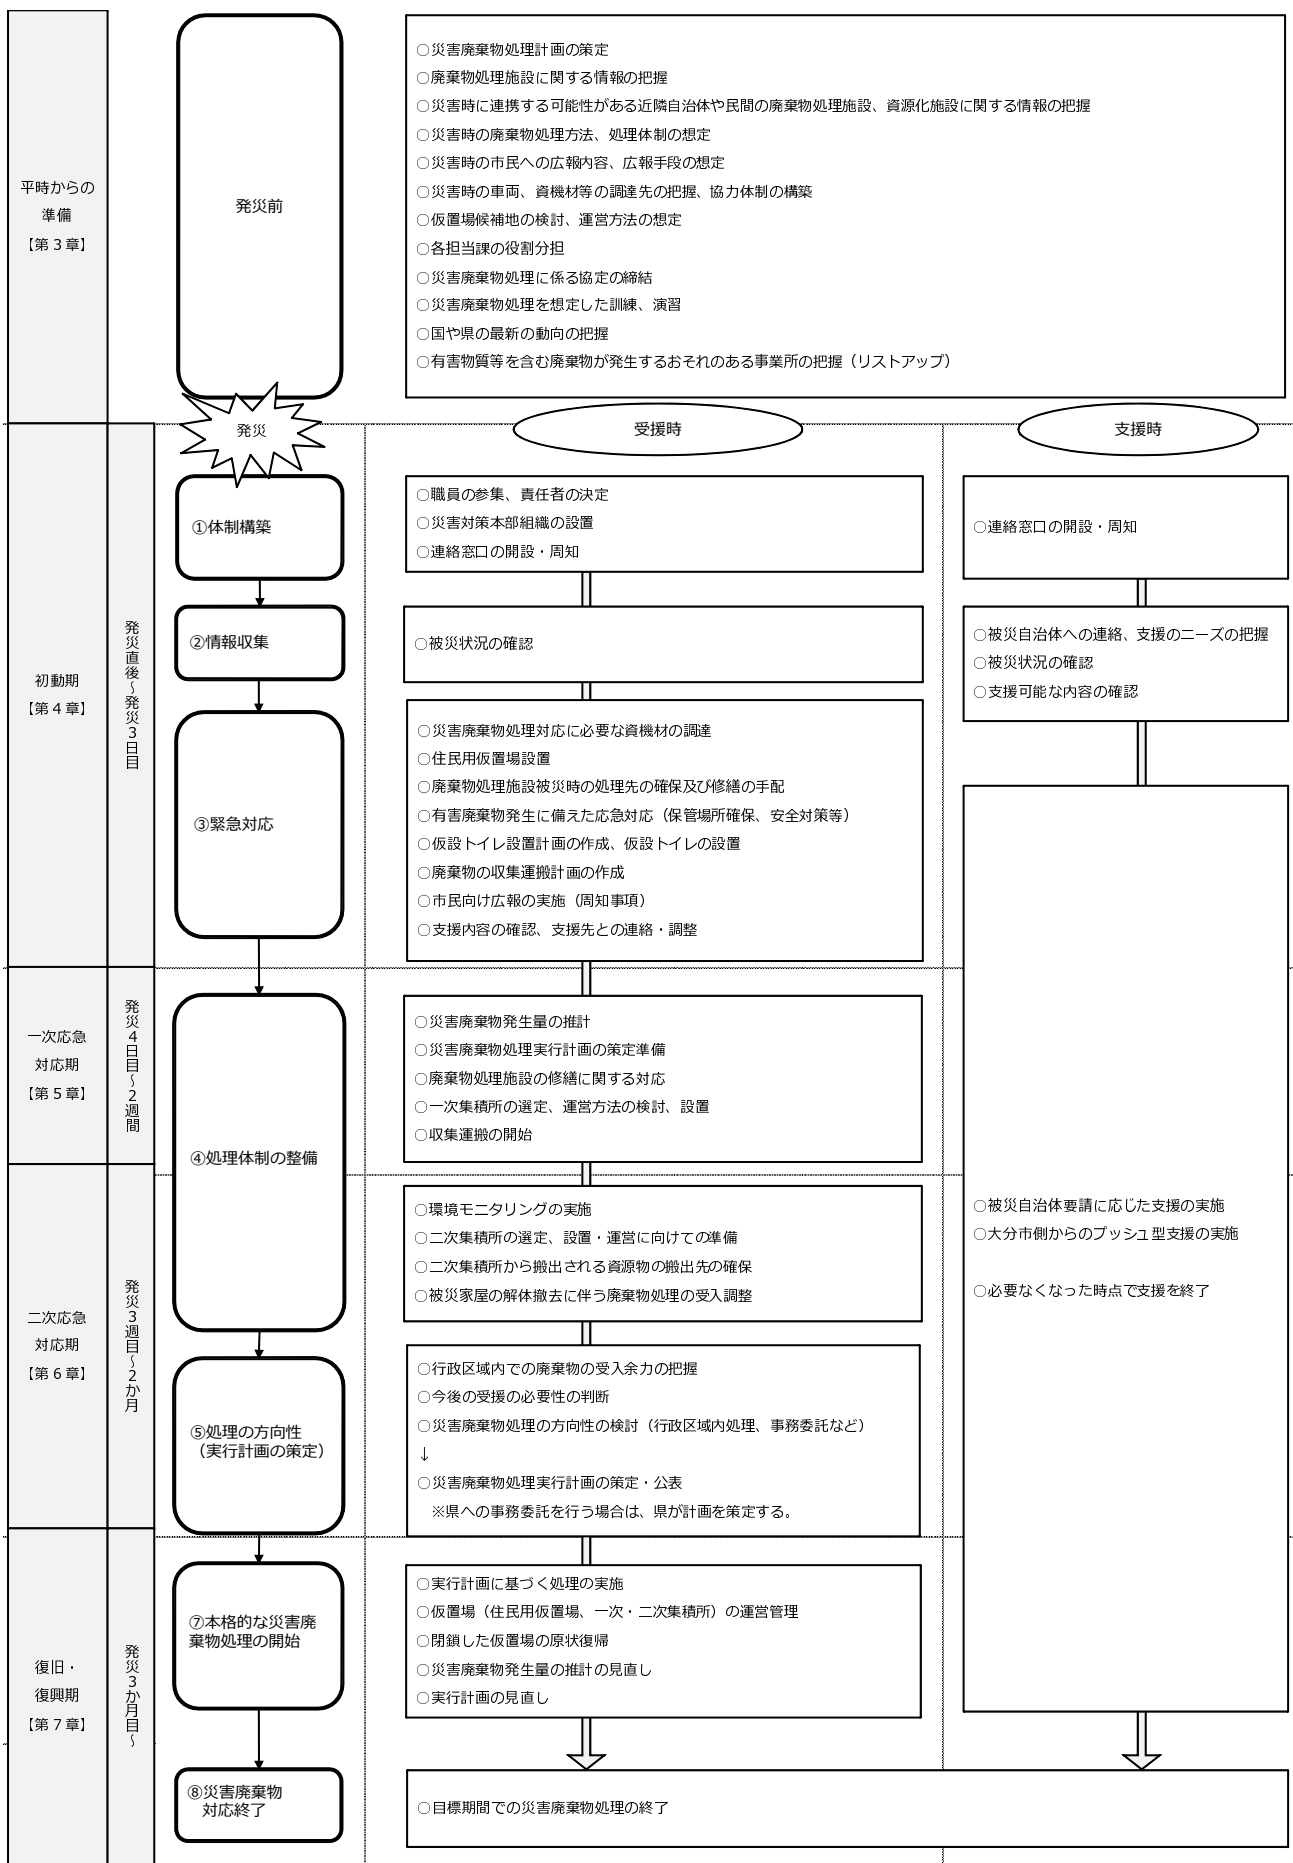 平時からの
準備
【第3章】
発災前
○災害廃棄物処理計画の策定
○廃棄物処理施設に関する情報の把握
○災害時に連携する可能性がある近隣自治体や民間の廃棄物処理施設、資源化施設に関する情報の把握
○災害時の廃棄物処理方法、処理体制の想定
○災害時の市民への広報内容、広報手段の想定
○災害時の車両、資機材等の調達先の把握、協力体制の構築
○仮置場候補地の検討、運営方法の想定
○各担当課の役割分担
○災害廃棄物処理に係る協定の締結
○災害廃棄物処理を想定した訓練、演習
○国や県の最新の動向の把握
○有害物質等を含む廃棄物が発生するおそれのある事業所の把握（リストアップ）
発災
受援時
支援時
初動期
【第4章】
発災直後～発災3日目
①体制構築
○職員の参集、責任者の決定
○災害対策本部組織の設置
○連絡窓口の開設・周知
○連絡窓口の開設・周知
②情報収集
○被災状況の確認
○被災自治体への連絡、支援のニーズの把握
○被災状況の確認
○支援可能な内容の確認
③緊急対応
○災害廃棄物処理対応に必要な資機材の調達
○住民用仮置場設置
○廃棄物処理施設被災時の処理先の確保及び修繕の手配
○有害廃棄物発生に備えた応急対応（保管場所確保、安全対策等）
○仮設トイレ設置計画の作成、仮設トイレの設置
○廃棄物の収集運搬計画の作成
○市民向け広報の実施（周知事項）
○支援内容の確認、支援先との連絡・調整
一次応急
対応期
【第5章】
発災4日目～2週間
④処理体制の整備
○災害廃棄物発生量の推計
○災害廃棄物処理実行計画の策定準備
○廃棄物処理施設の修繕に関する対応
○一次集積所の選定、運営方法の検討、設置
○収集運搬の開始
二次応急
対応期
【第6章】
発災3週目～2か月
○環境モニタリングの実施
○二次集積所の選定、設置・運営に向けての準備
○二次集積所から搬出される資源物の搬出先の確保
○被災家屋の解体撤去に伴う廃棄物処理の受入調整
○被災自治体要請に応じた支援の実施
○大分市側からのプッシュ型支援の実施
○必要なくなった時点で支援を終了
⑤処理の方向性
（実行計画の策定）
○行政区域内での廃棄物の受入余力の把握
○今後の受援の必要性の判断
○災害廃棄物処理の方向性の検討（行政区域内処理、事務委託など）
↓
○災害廃棄物処理実行計画の策定・公表
※県への事務委託を行う場合は、県が計画を策定する。
復旧・
復興期
【第7章】
発災3か月目～
⑦本格的な災害廃
棄物処理の開始
○実行計画に基づく処理の実施
○仮置場（住民用仮置場、一次・二次集積所）の運営管理
○閉鎖した仮置場の原状復帰
○災害廃棄物発生量の推計の見直し
○実行計画の見直し
⑧災害廃棄物
対応終了
○目標期間での災害廃棄物処理の終了